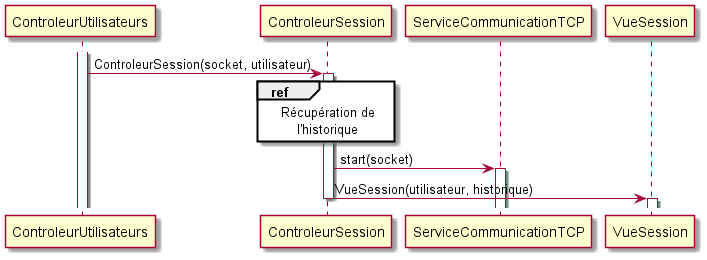 ControleurUtilisateurs
ControleurSession
ServiceCommunicationTCP
VueSession
ControleurSession(socket, utilisateur)
ref
Récupération de
l'historique
start(socket)
VueSession(utilisateur, historique)
ControleurUtilisateurs
ControleurSession
ServiceCommunicationTCP
VueSession